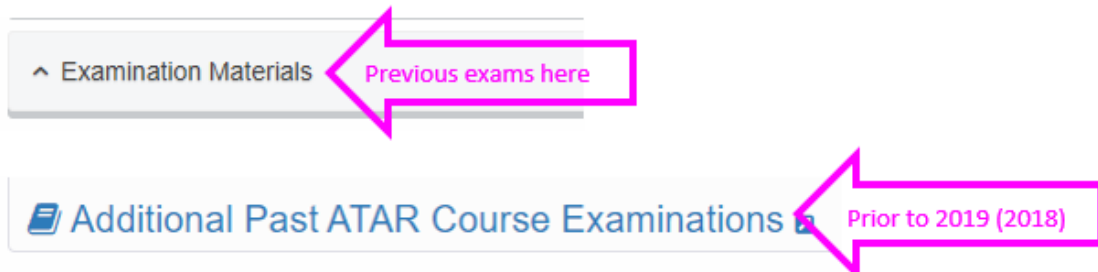 Examination Materials
Previous exams here
Additional Past ATAR Course Examinations
Prior to 2019 (2018)